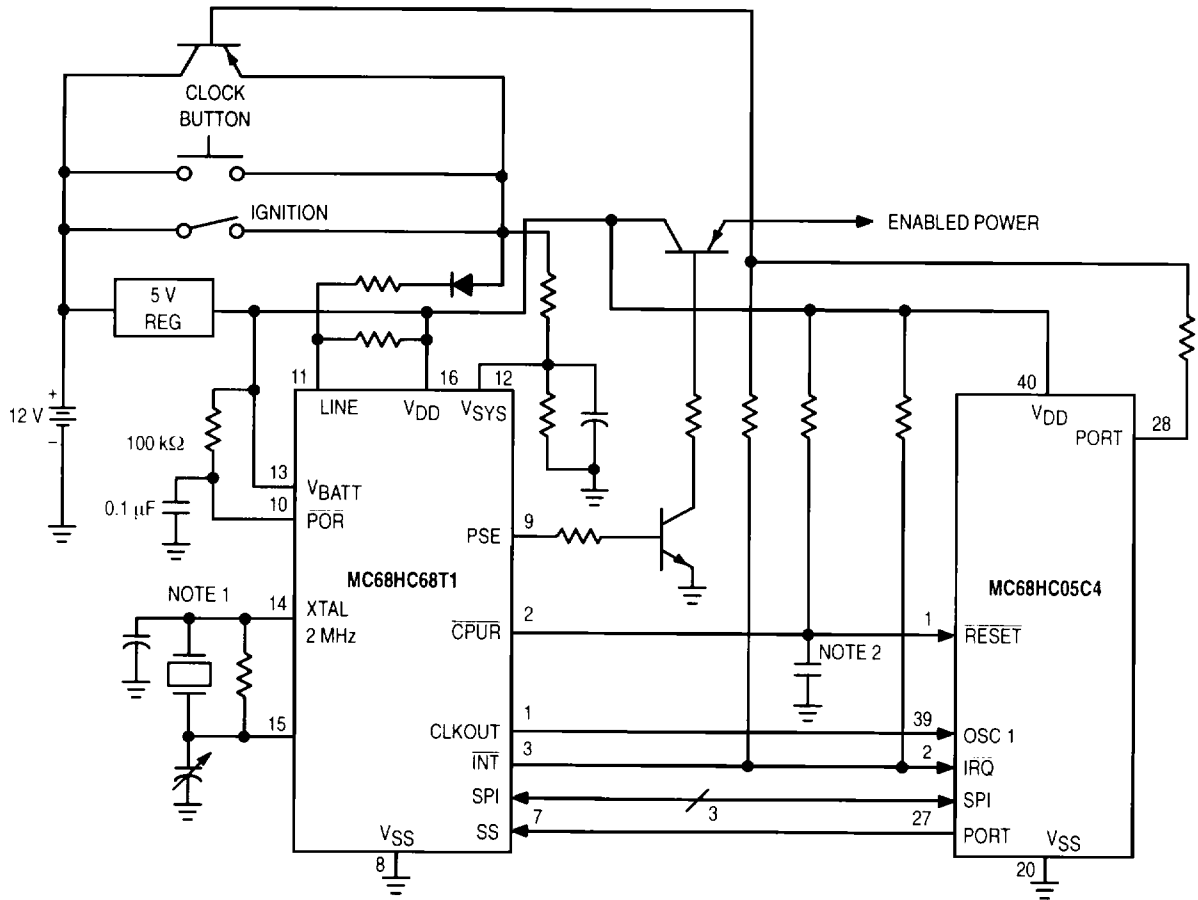 CLOCK
BUTTON
IGNITION
ENABLED POWER
5 V
REG
11
16
12
LINE
VDD
VSYS
40
VDD
PORT
28
+
12 V
–
100 kΩ
13
VBATT
0.1 μF
10
POR
9
PSE
MC68HC68T1
MC68HC05C4
NOTE 1
14
XTAL
2 MHz
2
CPUR
1
RESET
NOTE 2
15
1
CLKOUT
39
OSC 1
3
INT
2
IRQ
SPI
3
SPI
7
SS
27
PORT
VSS
8
VSS
20